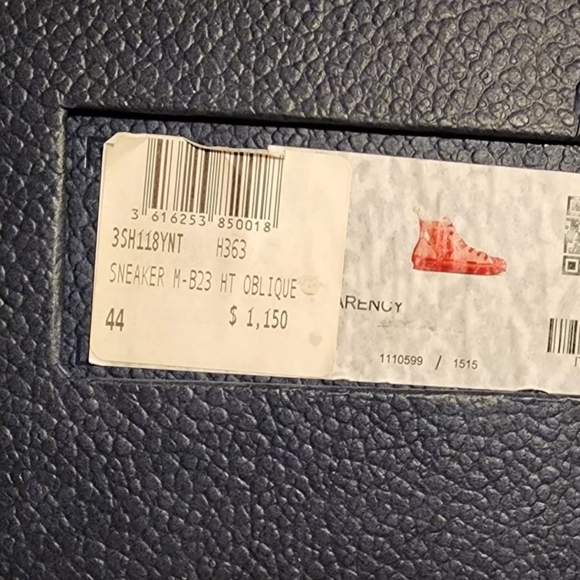 3 616253 850018
3SH118YNT H363
SNEAKER M-B23 HT OBLIQUE
44 $ 1,150
ARENCY
1110599 / 1515